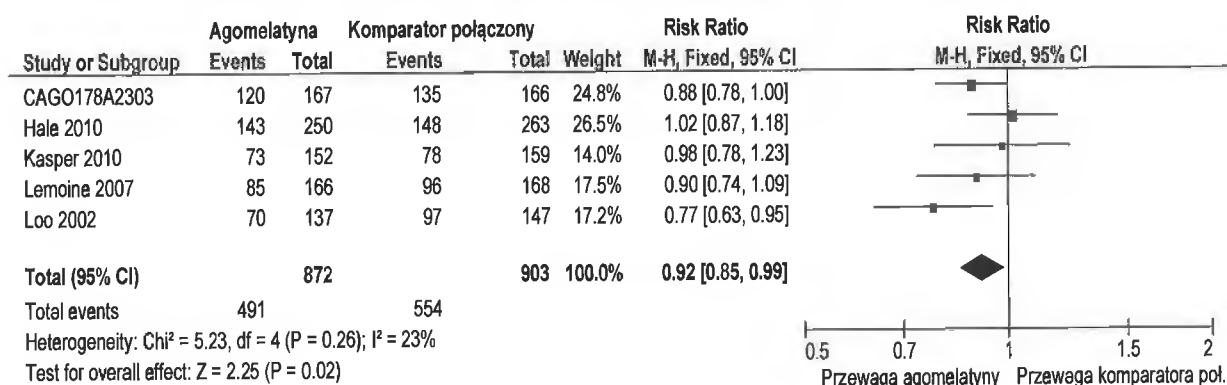 Agomelatyna Komparator połączony Risk Ratio Risk Ratio
Study or Subgroup Events Total Events Total Weight M-H, Fixed, 95% CI M-H, Fixed, 95% CI
CAGO178A2303 120 167 135 166 24.8% 0.88 [0.78, 1.00]
Hale 2010 143 250 148 263 26.5% 1.02 [0.87, 1.18]
Kasper 2010 73 152 78 159 14.0% 0.98 [0.78, 1.23]
Lemoine 2007 85 166 96 168 17.5% 0.90 [0.74, 1.09]
Loo 2002 70 137 97 147 17.2% 0.77 [0.63, 0.95]
Total (95% CI) 872 903 100.0% 0.92 [0.85, 0.99]
Total events 491 554
Heterogeneity: Chi² = 5.23, df = 4 (P = 0.26); I² = 23%
Test for overall effect: Z = 2.25 (P = 0.02)
0.5 0.7 1 1.5 2
Przewaga agomelatyny Przewaga komparatora poł.